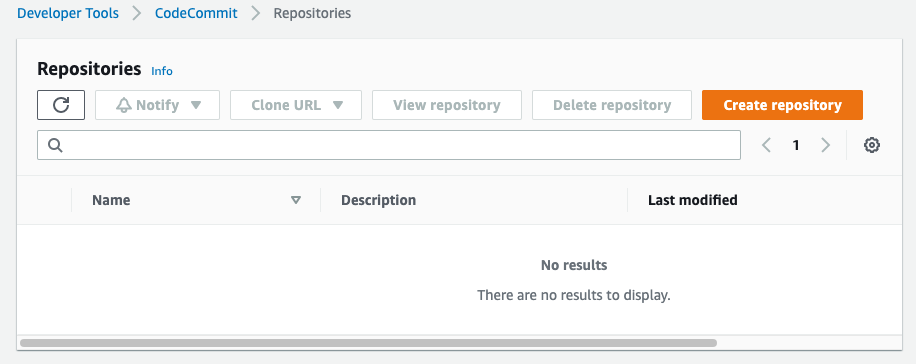 Developer Tools CodeCommit Repositories
Repositories Info
Notify Clone URL View repository Delete repository Create repository
1
Name Description Last modified
No results
There are no results to display.